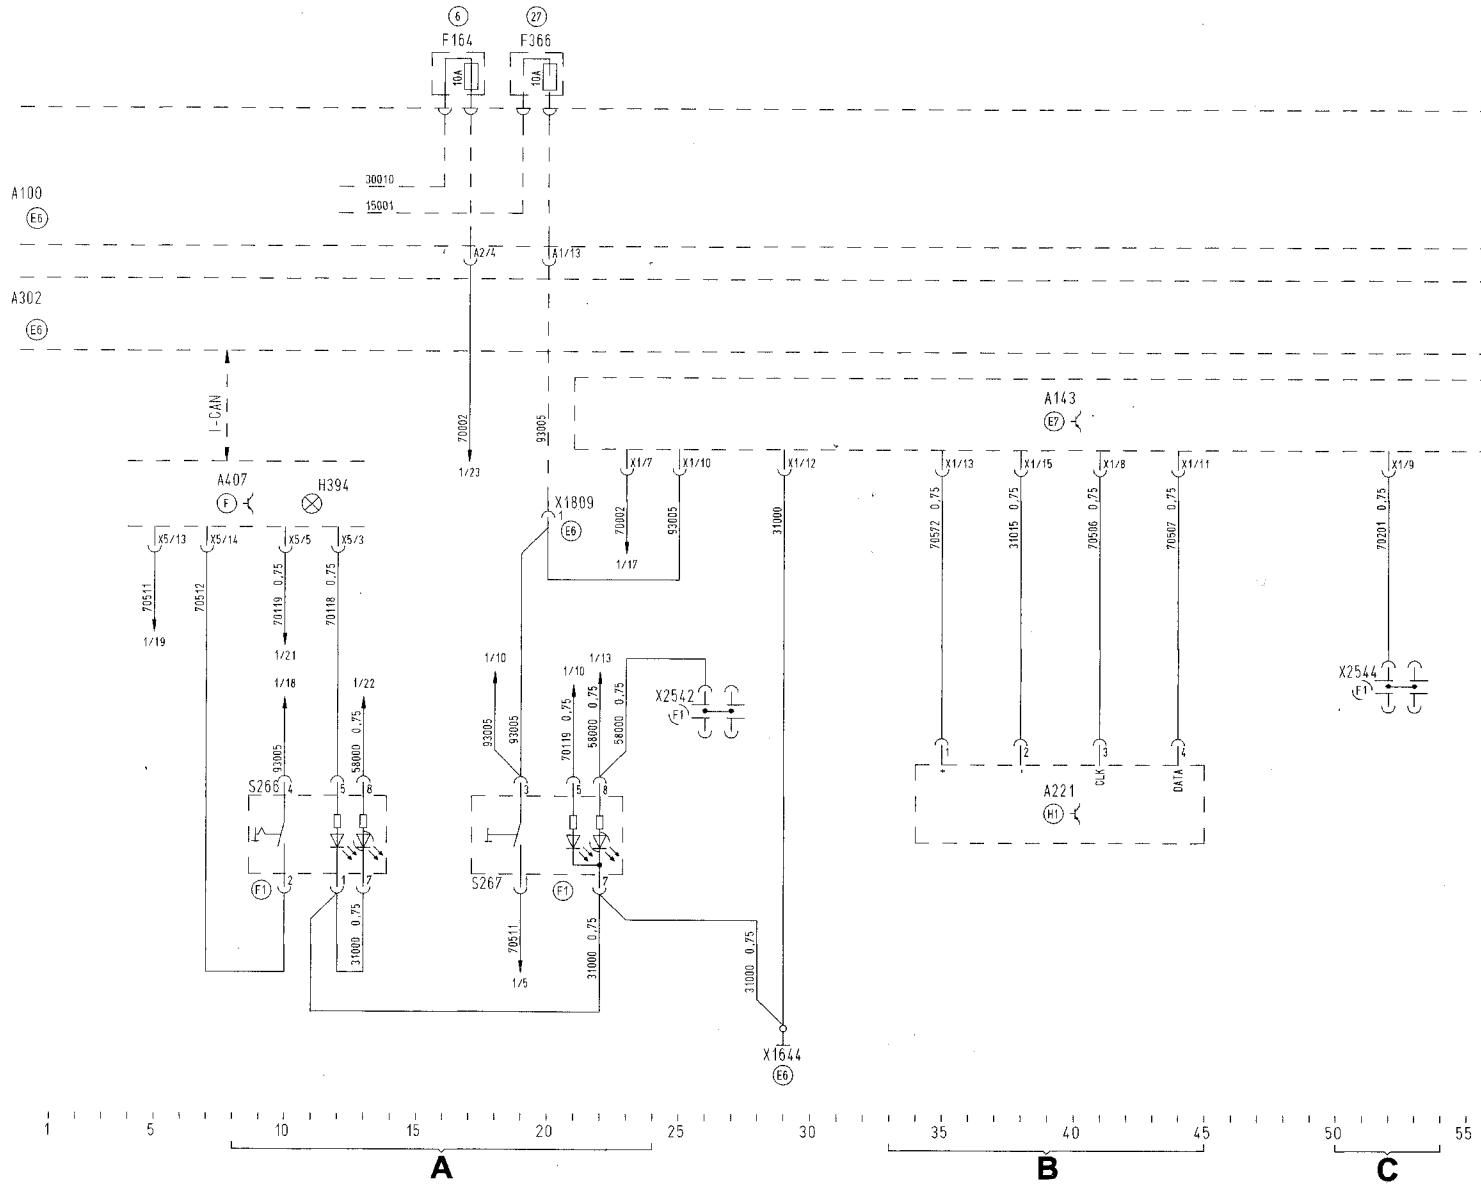 6 27
F164 F366
10A 10A
30010
A100 15001
E6
A2/4 A1/13
A302
E6
I-CAN
A143
E7
70002 93005
1/23
X1/7 X1/10 X1/12 X1/13 X1/15 X1/8 X1/11 X1/9
A407 H394
F
X1809
1
E6
70002 93005 31000 70572 0,75 31015 0,75 70506 0,75 70507 0,75 70201 0,75
1/17
X5/13 X5/14 X5/5 X5/3
70511 70512 70119 0,75 70118 0,75
1/19 1/21
1/18 1/22 1/10 1/10 1/13
X2542
F1
X2544
F1
93005 58000 0,75 93005 93005 70119 0,75 58000 0,75 58000 0,75
1 2 3 4
S266 4 5 8 3 5 8
+ - CLK DATA
A221
H1
F1 2 1 7 S267 1 F1 7
31000 0,75 70511 31000 0,75 31000 0,75
1/5
X1644
E6
1 5 10 15 20 25 30 35 40 45 50 55
A B C